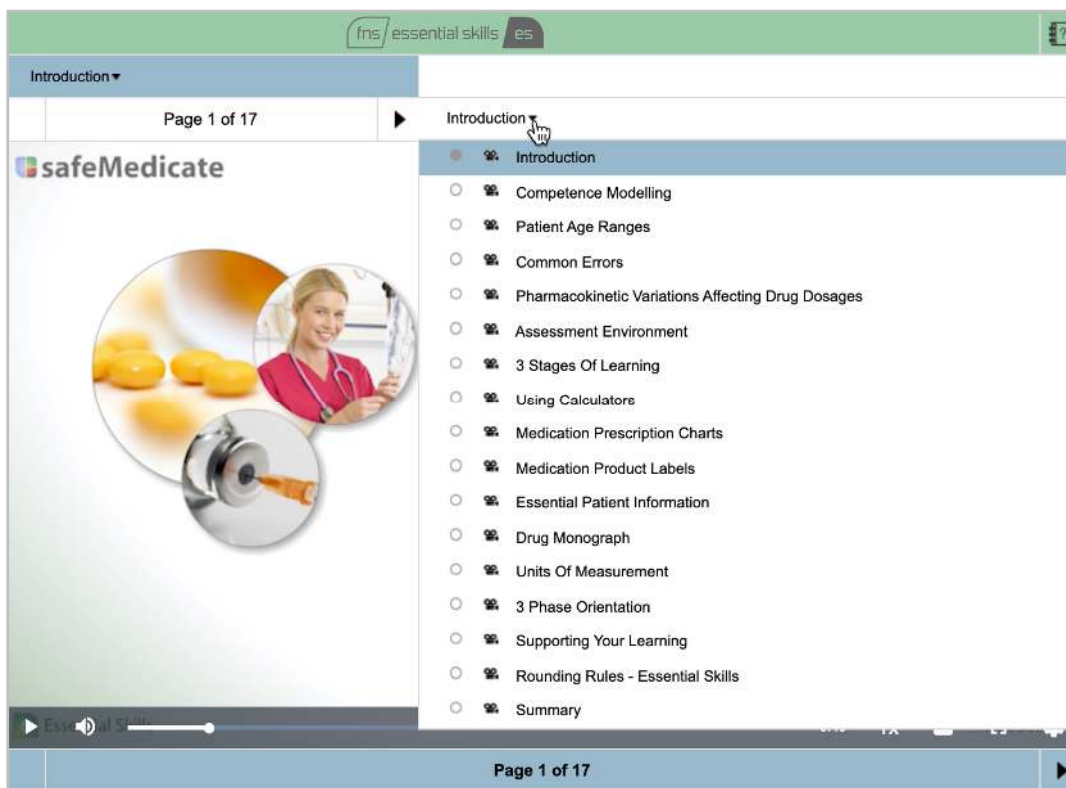 fns essential skills es
Introduction
Page 1 of 17
Introduction
safeMedicate
Introduction
Competence Modelling
Patient Age Ranges
Common Errors
Pharmacokinetic Variations Affecting Drug Dosages
Assessment Environment
3 Stages Of Learning
Using Calculators
Medication Prescription Charts
Medication Product Labels
Essential Patient Information
Drug Monograph
Units Of Measurement
3 Phase Orientation
Supporting Your Learning
Rounding Rules - Essential Skills
Summary
Essential Skills
Page 1 of 17